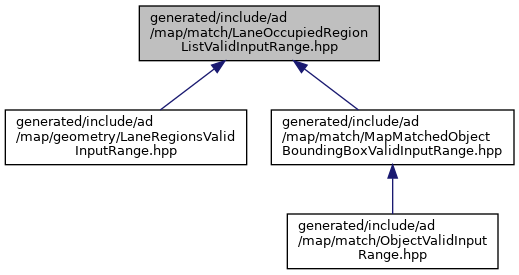 generated/include/ad
/map/match/LaneOccupiedRegion
ListValidInputRange.hpp
generated/include/ad
/map/geometry/LaneRegionsValid
InputRange.hpp
generated/include/ad
/map/match/MapMatchedObject
BoundingBoxValidInputRange.hpp
generated/include/ad
/map/match/ObjectValidInput
Range.hpp